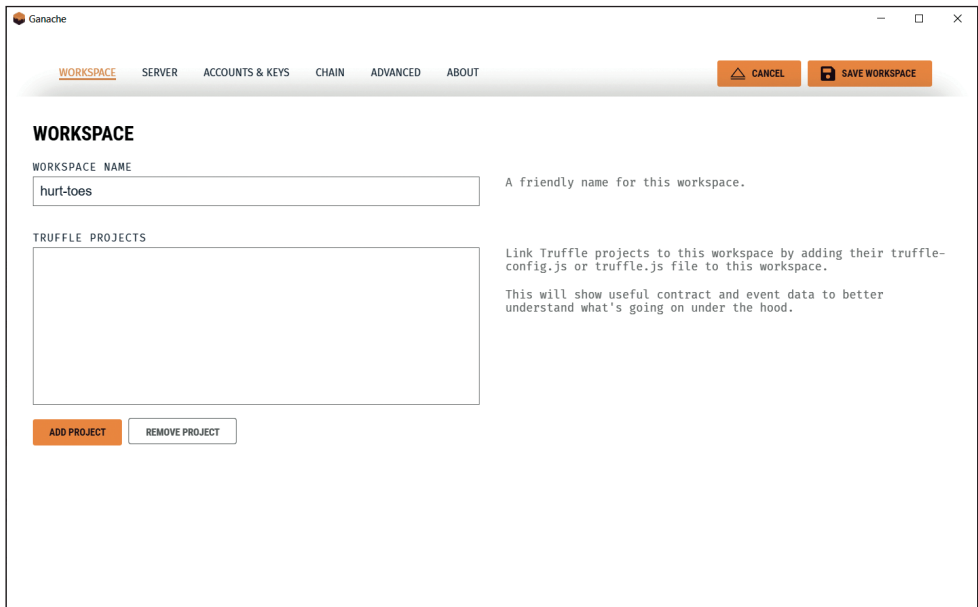 Ganache
WORKSPACE SERVER ACCOUNTS & KEYS CHAIN ADVANCED ABOUT CANCEL SAVE WORKSPACE
WORKSPACE
WORKSPACE NAME
hurt-toes
A friendly name for this workspace.
TRUFFLE PROJECTS
Link Truffle projects to this workspace by adding their truffle-
config.js or truffle.js file to this workspace.
This will show useful contract and event data to better
understand what's going on under the hood.
ADD PROJECT REMOVE PROJECT